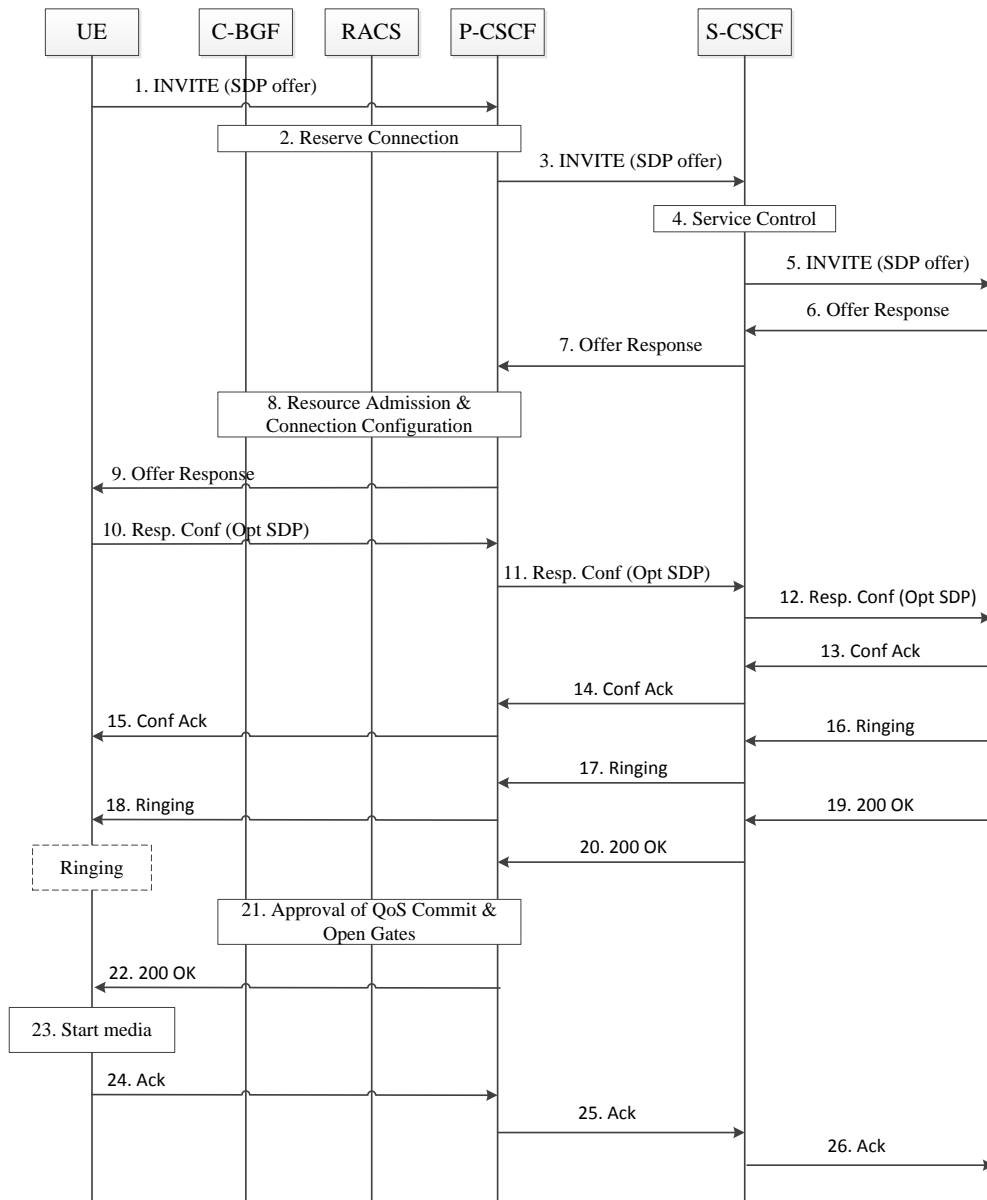 UE
C-BGF
RACS
P-CSCF
S-CSCF
1. INVITE (SDP offer)
2. Reserve Connection
3. INVITE (SDP offer)
4. Service Control
5. INVITE (SDP offer)
6. Offer Response
7. Offer Response
8. Resource Admission &
Connection Configuration
9. Offer Response
10. Resp. Conf (Opt SDP)
11. Resp. Conf (Opt SDP)
12. Resp. Conf (Opt SDP)
13. Conf Ack
14. Conf Ack
15. Conf Ack
16. Ringing
17. Ringing
18. Ringing
19. 200 OK
20. 200 OK
Ringing
21. Approval of QoS Commit &
Open Gates
22. 200 OK
23. Start media
24. Ack
25. Ack
26. Ack